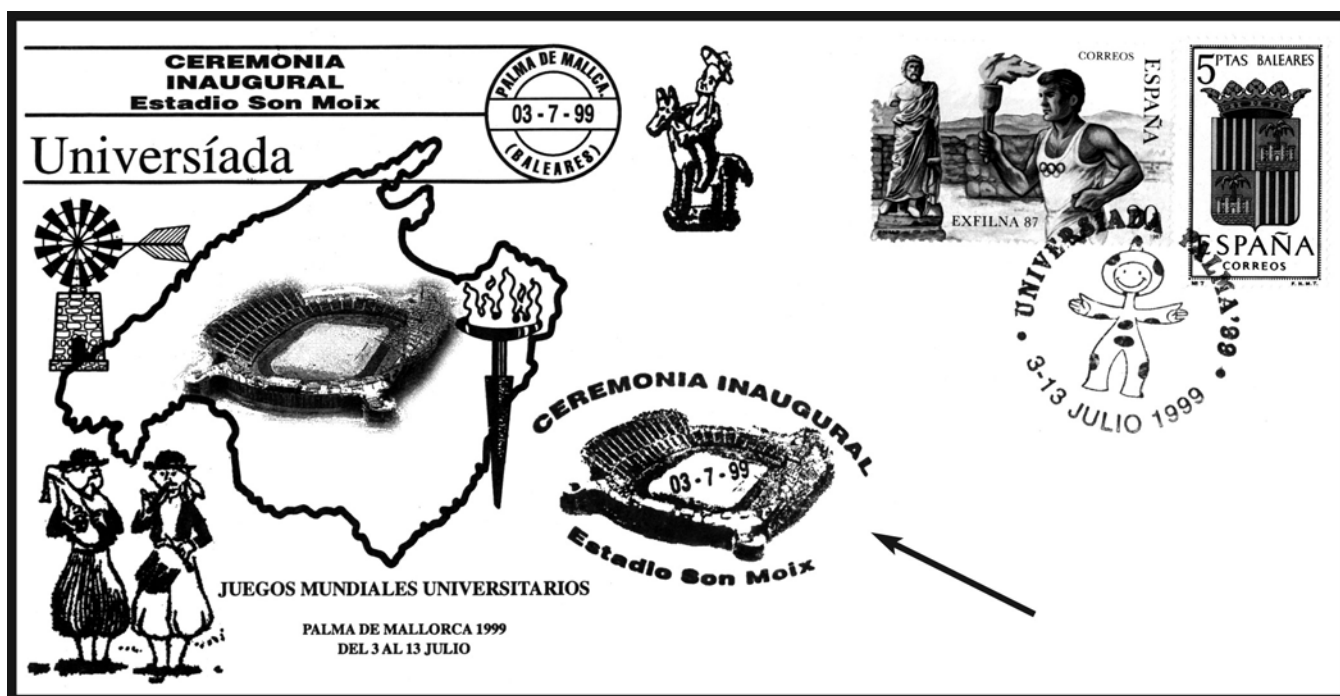 CEREMONIA
INAUGURAL
Estadio Son Moix
Universíada
PALMA DE MALLCA.
03-7-99
(BALEARES)
CORREOS
ESPAÑA
EXFILNA 87
5 PTAS BALEARES
ESPAÑA
CORREOS
F.N.M.T.
• UNIVERSIADA PALMA'99 •
3-13 JULIO 1999
CEREMONIA INAUGURAL
03-7-99
Estadio Son Moix
JUEGOS MUNDIALES UNIVERSITARIOS
PALMA DE MALLORCA 1999
DEL 3 AL 13 JULIO